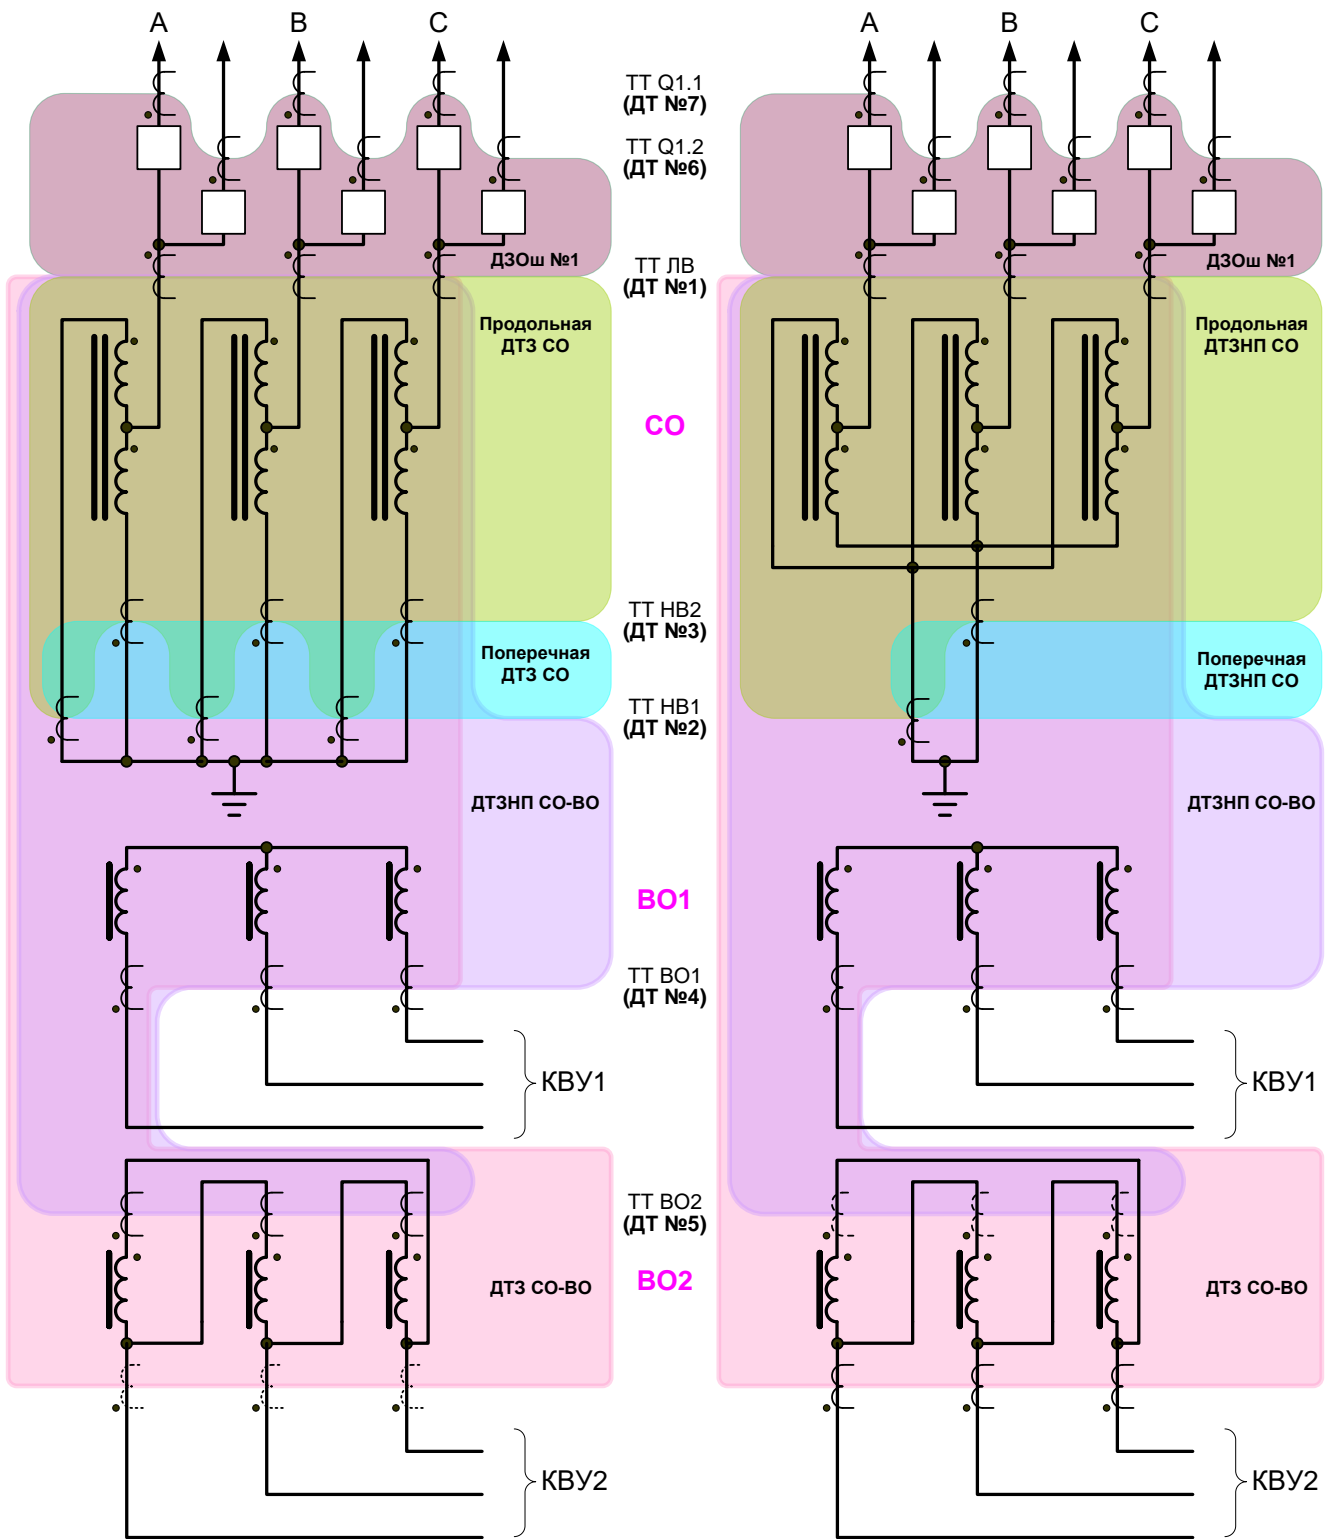 A B C A B C
ТТ Q1.1
(ДТ №7)
ТТ Q1.2
(ДТ №6)
ДЗОш №1
ТТ ЛВ
(ДТ №1)
ДЗОш №1
Продольная
ДТЗ СО
Продольная
ДТЗНП СО
СО
ТТ НВ2
(ДТ №3)
Поперечная
ДТЗ СО
Поперечная
ДТЗНП СО
ТТ НВ1
(ДТ №2)
ДТЗНП СО-ВО
ДТЗНП СО-ВО
ВО1
ТТ ВО1
(ДТ №4)
КВУ1
КВУ1
ТТ ВО2
(ДТ №5)
ДТЗ СО-ВО
ВО2
ДТЗ СО-ВО
КВУ2
КВУ2